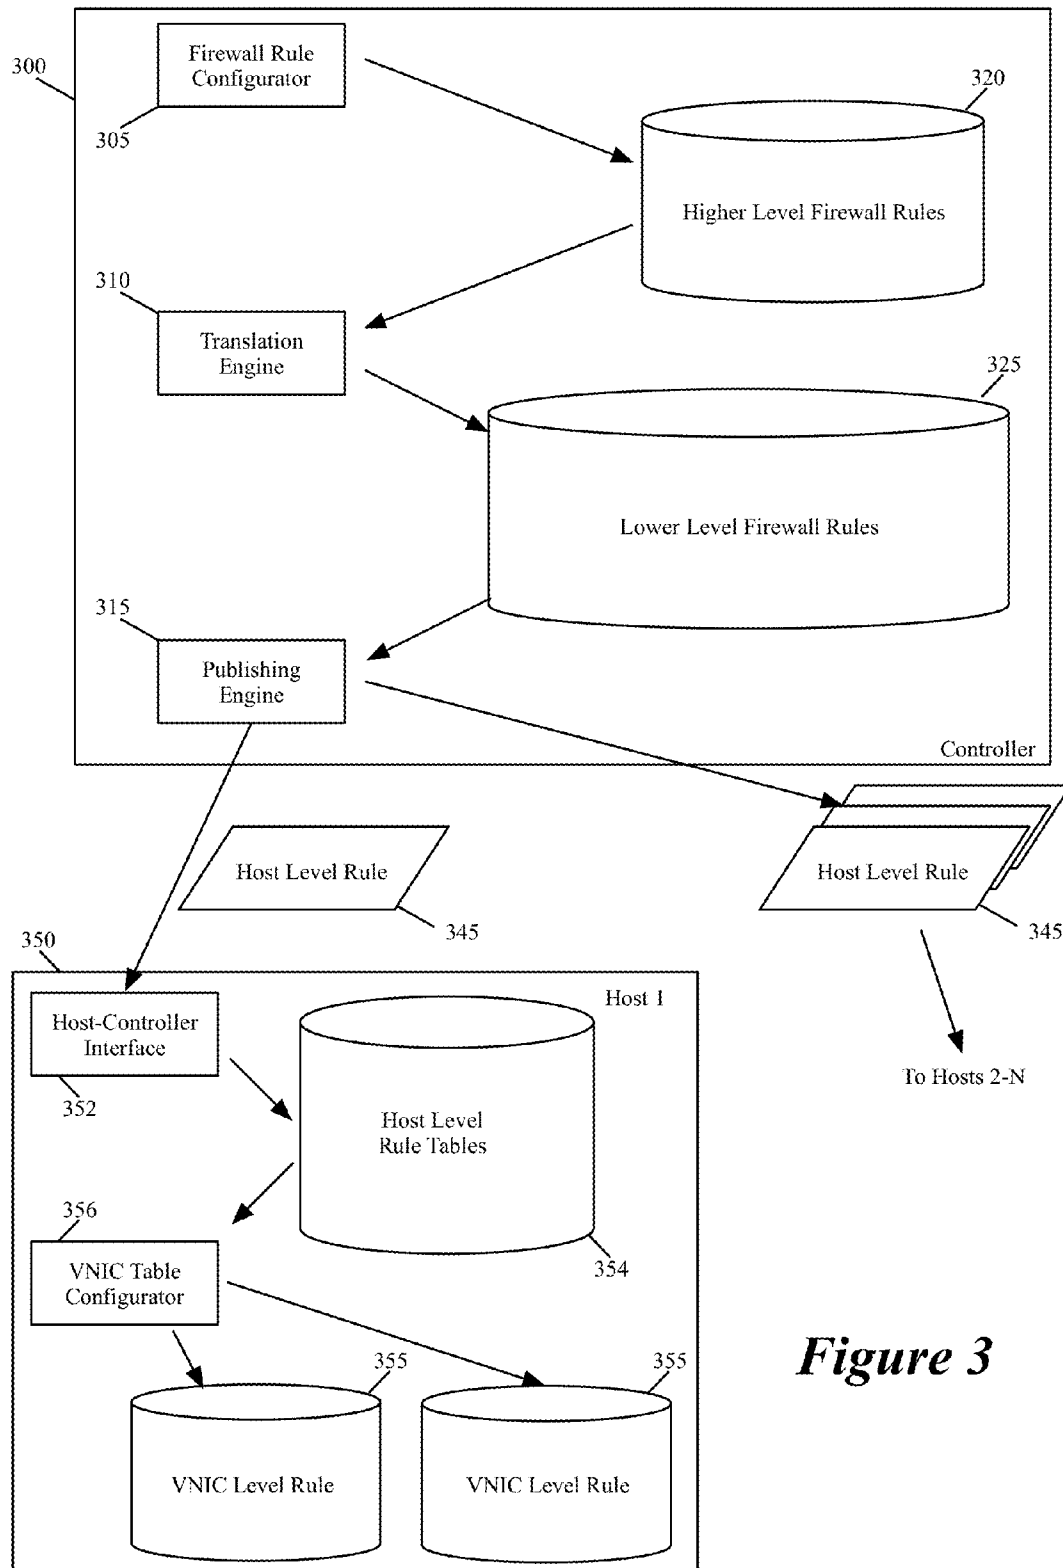 300
Firewall Rule
Configurator
305
320
Higher Level Firewall Rules
310
Translation
Engine
325
Lower Level Firewall Rules
315
Publishing
Engine
Controller
Host Level Rule
345
Host Level Rule
345
350
Host 1
Host-Controller
Interface
352
To Hosts 2-N
Host Level
Rule Tables
356
354
VNIC Table
Configurator
355
355
Figure 3
VNIC Level Rule
VNIC Level Rule